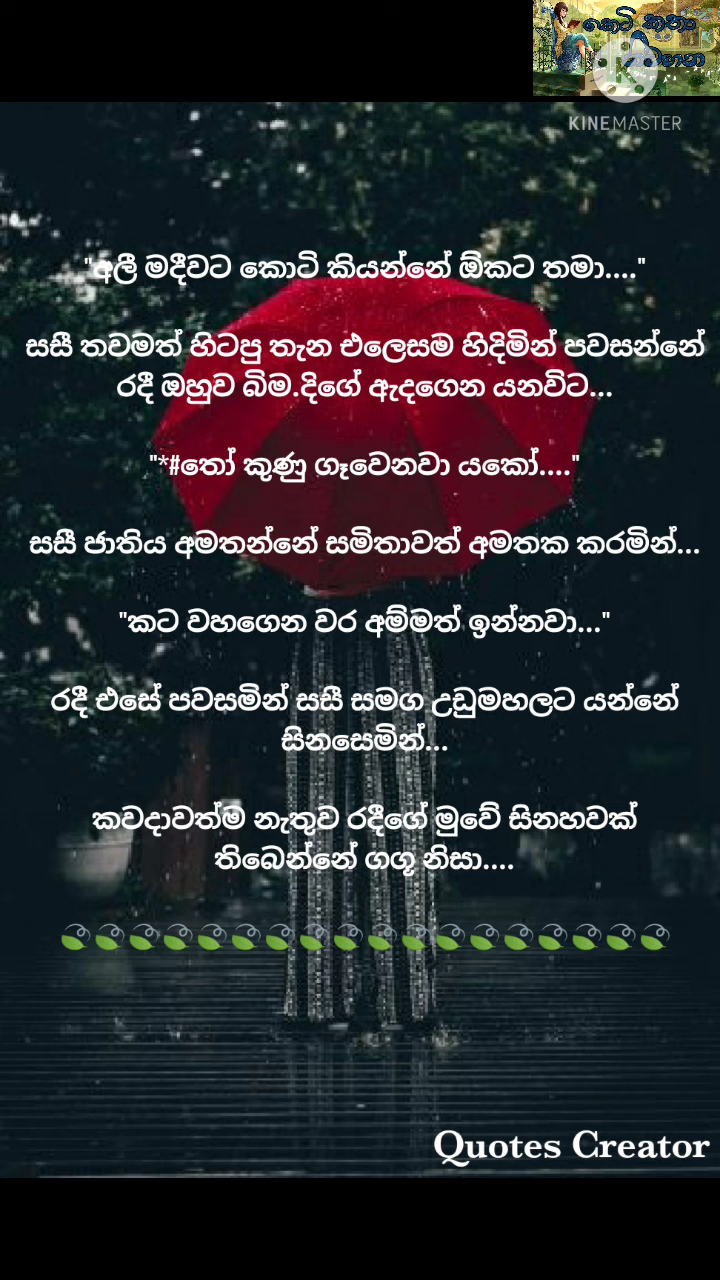 කෙටි කතා
KINEMASTER
"අලී මදීවට කොටි කියන්නේ ඕකට තමා...."
සසී තවමත් හිටපු තැන එලෙසම හිදිමින් පවසන්නේ
රදී ඔහුව බිම.දිගේ ඇදගෙන යනවිට...
"*#තෝ කුණු ගෑවෙනවා යකෝ...."
සසී ජාතිය අමතන්නේ සමිතාවත් අමතක කරමින්...
"කට වහගෙන වර අම්මත් ඉන්නවා..."
රදී එසේ පවසමින් සසී සමග උඩුමහලට යන්නේ
සිනසෙමින්...
කවදාවත්ම නැතුව රදීගේ මුවේ සිනහවක්
තිබෙන්නේ ගගූ නිසා....
Quotes Creator